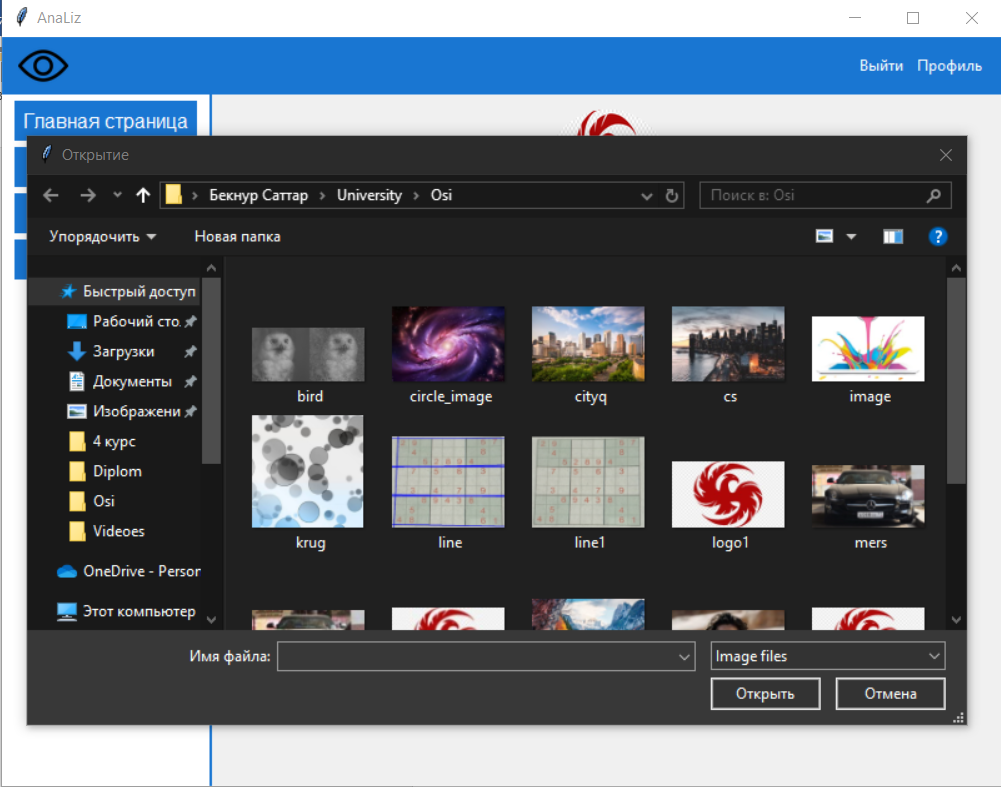 AnaLiz
Выйти Профиль
Главная страница
Открытие
Бекнур Саттар › University › Osi
Поиск в: Osi
Упорядочить Новая папка
Быстрый доступ
Рабочий сто.
Загрузки
Документы
Изображени
4 курс
Diplom
Osi
Videoes
OneDrive - Person
Этот компьютер
bird circle_image cityq cs image
krug line line1 logo1 mers
Имя файла:
Image files
Открыть Отмена